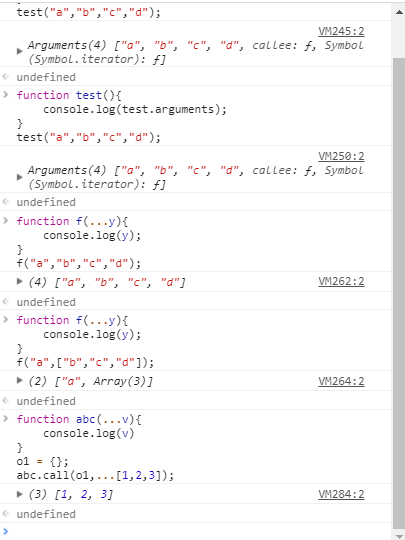 test("a","b","c","d");
VM245:2
Arguments(4) ["a", "b", "c", "d", callee: ƒ, Symbol
(Symbol.iterator): ƒ]
undefined
function test(){
    console.log(test.arguments);
}
test("a","b","c","d");
VM250:2
Arguments(4) ["a", "b", "c", "d", callee: ƒ, Symbol
(Symbol.iterator): ƒ]
undefined
function f(...y){
    console.log(y);
}
f("a","b","c","d");
(4) ["a", "b", "c", "d"] VM262:2
undefined
function f(...y){
    console.log(y);
}
f("a",["b","c","d"]);
(2) ["a", Array(3)] VM264:2
undefined
function abc(...v){
    console.log(v)
}
o1 = {};
abc.call(o1,...[1,2,3]);
(3) [1, 2, 3] VM284:2
undefined